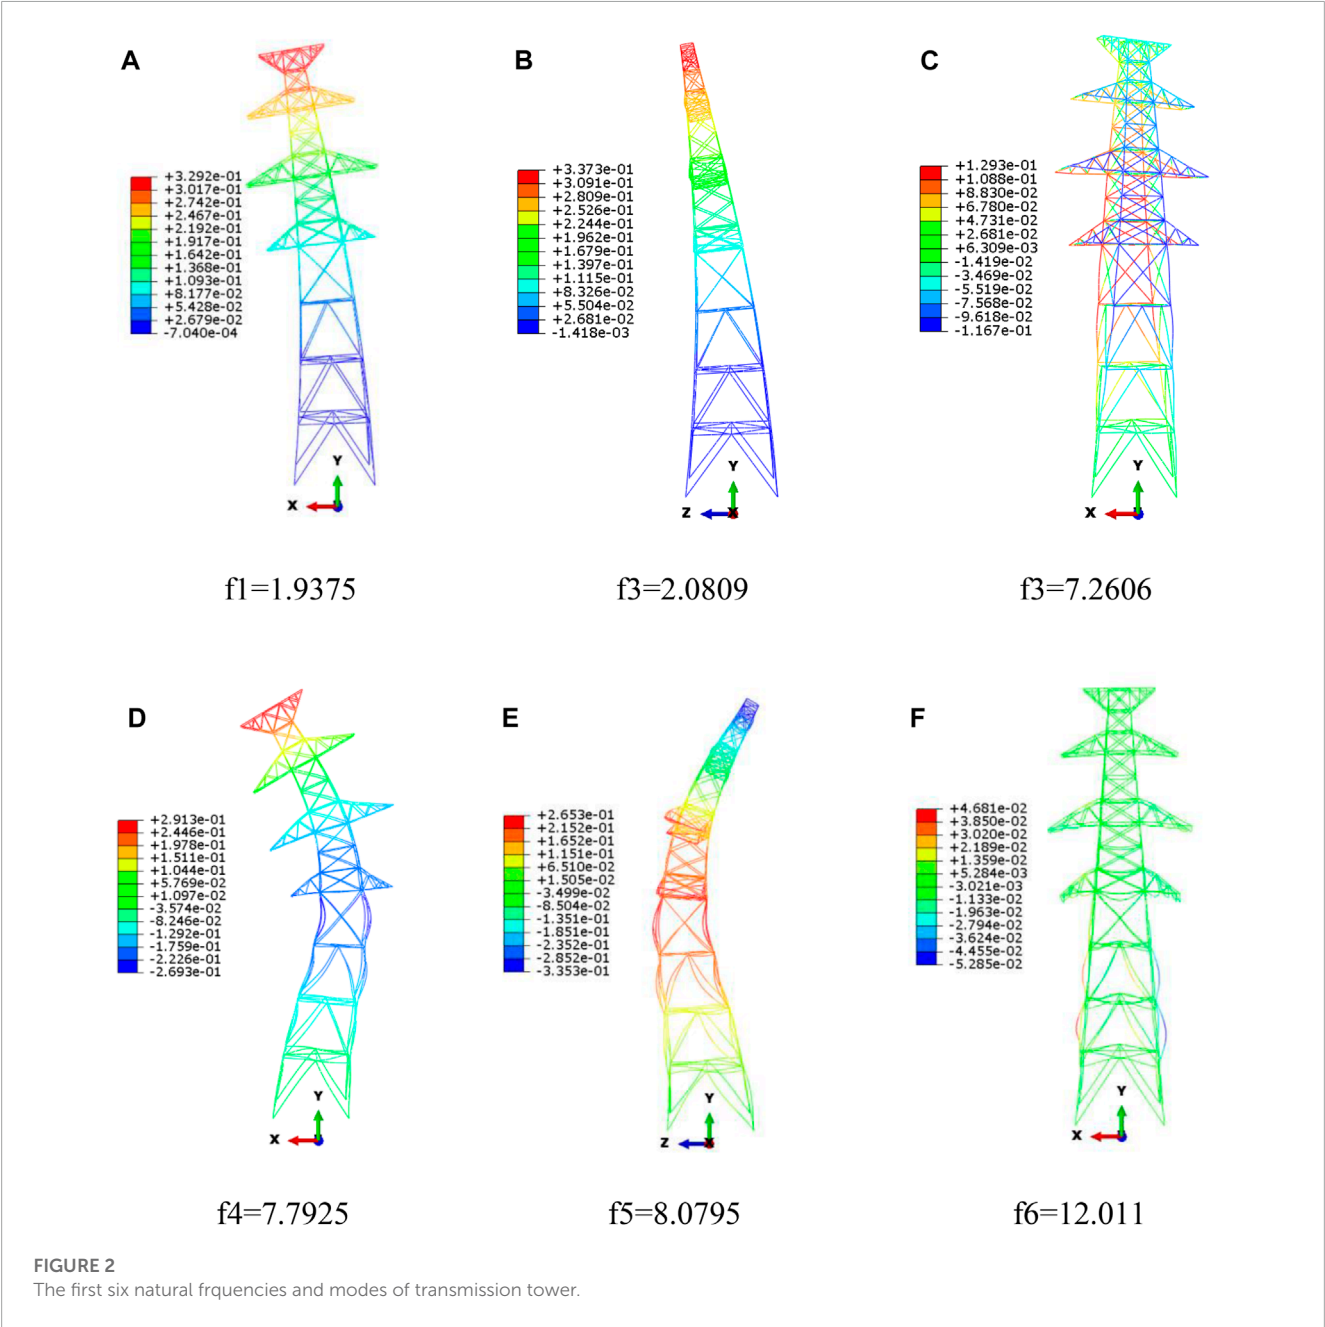 A
+3.292e-01
+3.017e-01
+2.742e-01
+2.467e-01
+2.192e-01
+1.917e-01
+1.642e-01
+1.368e-01
+1.093e-01
+8.177e-02
+5.428e-02
+2.679e-02
-7.040e-04
Y
X
f1=1.9375
B
+3.373e-01
+3.091e-01
+2.809e-01
+2.526e-01
+2.244e-01
+1.962e-01
+1.679e-01
+1.397e-01
+1.115e-01
+8.326e-02
+5.504e-02
+2.681e-02
-1.418e-03
Y
Z
X
f3=2.0809
C
+1.293e-01
+1.088e-01
+8.830e-02
+6.780e-02
+4.731e-02
+2.681e-02
+6.309e-03
-1.419e-02
-3.469e-02
-5.519e-02
-7.568e-02
-9.618e-02
-1.167e-01
Y
X
f3=7.2606
D
+2.913e-01
+2.446e-01
+1.978e-01
+1.511e-01
+1.044e-01
+5.769e-02
+1.097e-02
-3.574e-02
-8.246e-02
-1.292e-01
-1.759e-01
-2.226e-01
-2.693e-01
Y
X
f4=7.7925
E
+2.653e-01
+2.152e-01
+1.652e-01
+1.151e-01
+6.510e-02
+1.505e-02
-3.499e-02
-8.504e-02
-1.351e-01
-1.851e-01
-2.352e-01
-2.852e-01
-3.353e-01
Y
Z
X
f5=8.0795
F
+4.681e-02
+3.850e-02
+3.020e-02
+2.189e-02
+1.359e-02
+5.284e-03
-3.021e-03
-1.133e-02
-1.963e-02
-2.794e-02
-3.624e-02
-4.455e-02
-5.285e-02
Y
X
f6=12.011
FIGURE 2
The first six natural frquencies and modes of transmission tower.